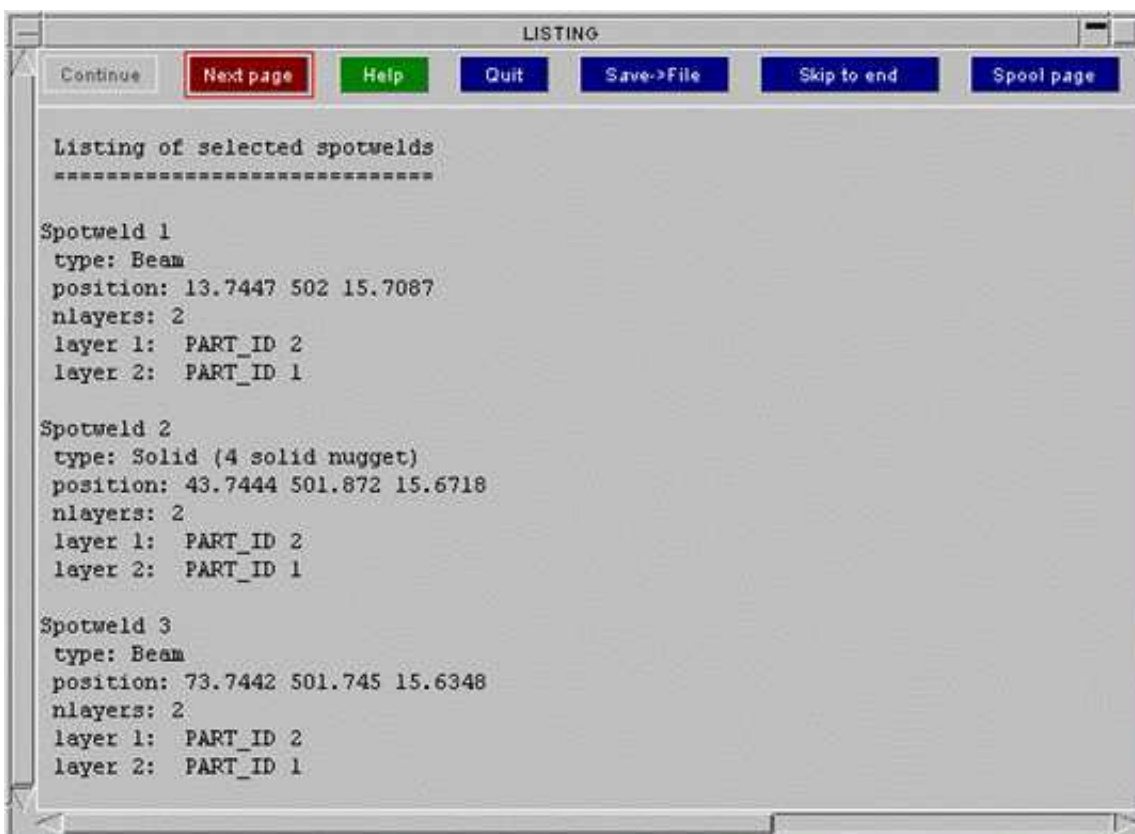 LISTING
Continue Next page Help Quit Save->File Skip to end Spool page
Listing of selected spotwelds
=============================
Spotweld 1
type: Beam
position: 13.7447 502 15.7087
nlayers: 2
layer 1: PART_ID 2
layer 2: PART_ID 1
Spotweld 2
type: Solid (4 solid nugget)
position: 43.7444 501.872 15.6718
nlayers: 2
layer 1: PART_ID 2
layer 2: PART_ID 1
Spotweld 3
type: Beam
position: 73.7442 501.745 15.6348
nlayers: 2
layer 1: PART_ID 2
layer 2: PART_ID 1